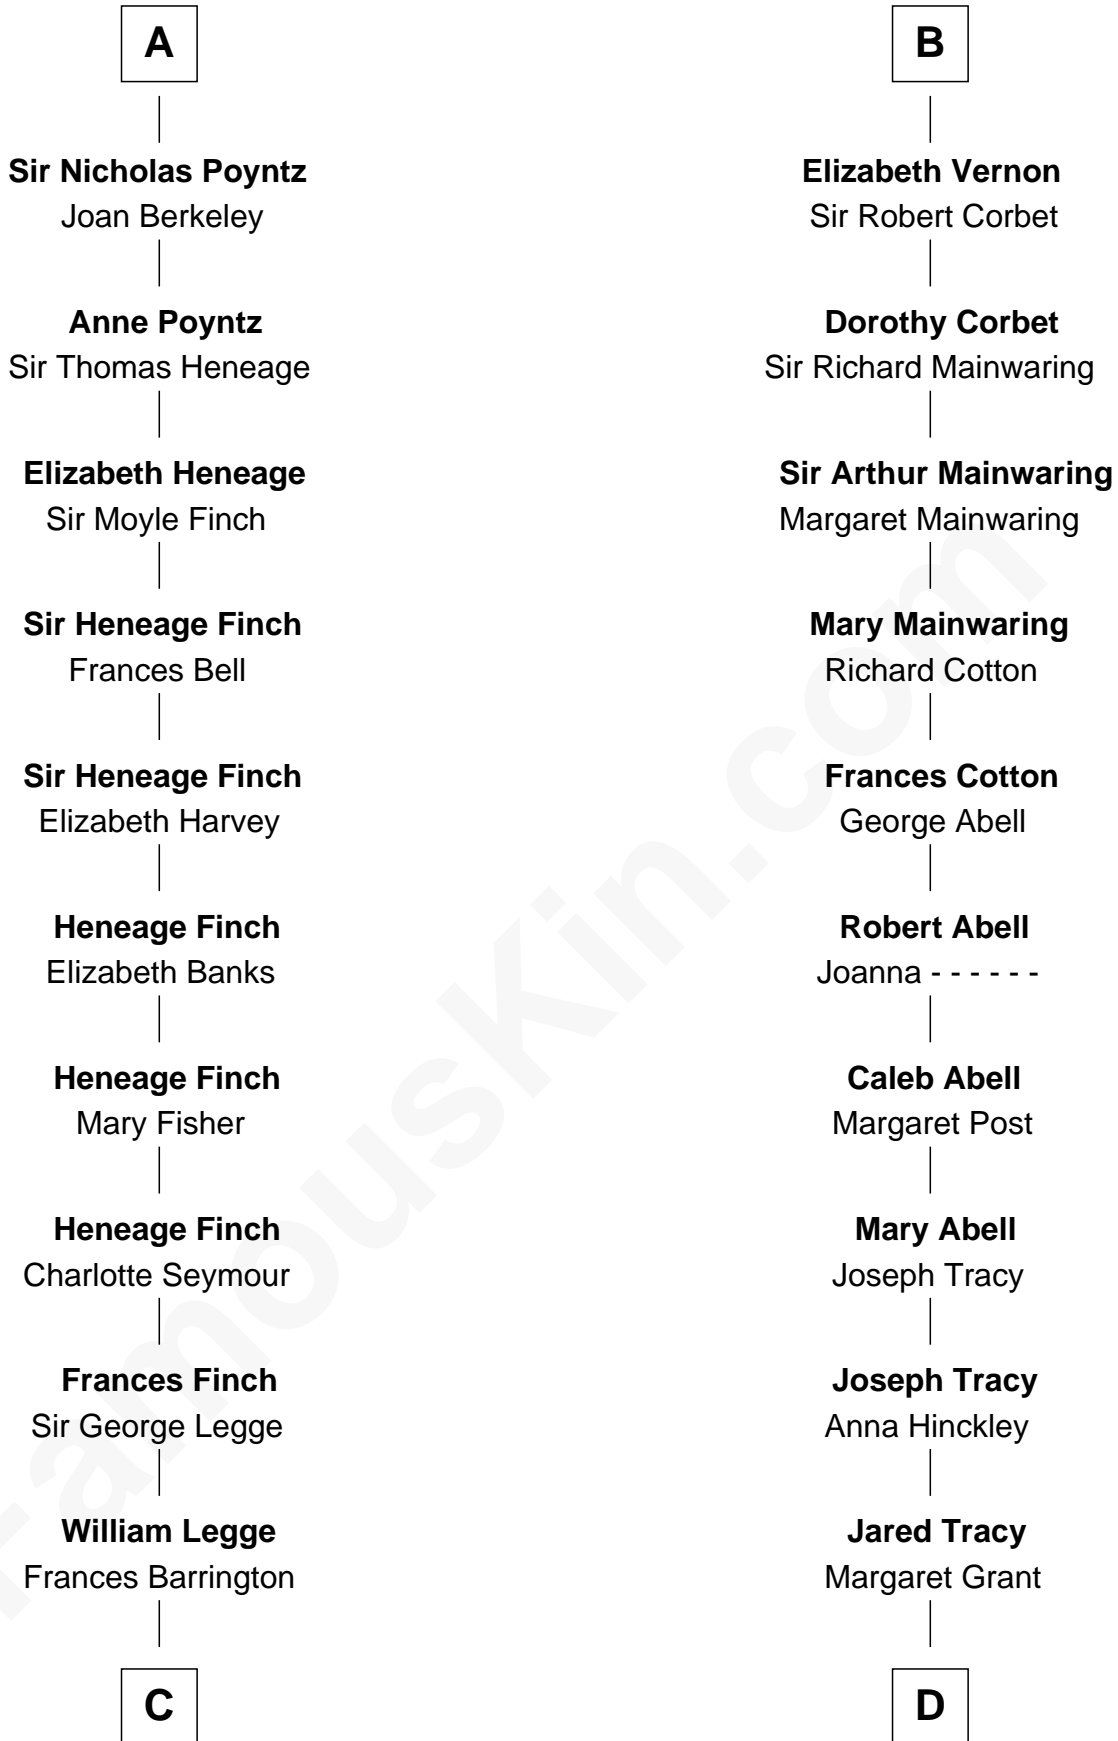 A
Sir Nicholas Poyntz
Joan Berkeley
Anne Poyntz
Sir Thomas Heneage
Elizabeth Heneage
Sir Moyle Finch
Sir Heneage Finch
Frances Bell
Sir Heneage Finch
Elizabeth Harvey
Heneage Finch
Elizabeth Banks
Heneage Finch
Mary Fisher
Heneage Finch
Charlotte Seymour
Frances Finch
Sir George Legge
William Legge
Frances Barrington
C
B
Elizabeth Vernon
Sir Robert Corbet
Dorothy Corbet
Sir Richard Mainwaring
Sir Arthur Mainwaring
Margaret Mainwaring
Mary Mainwaring
Richard Cotton
Frances Cotton
George Abell
Robert Abell
Joanna - - - - - -
Caleb Abell
Margaret Post
Mary Abell
Joseph Tracy
Joseph Tracy
Anna Hinckley
Jared Tracy
Margaret Grant
D
FamousKin.com